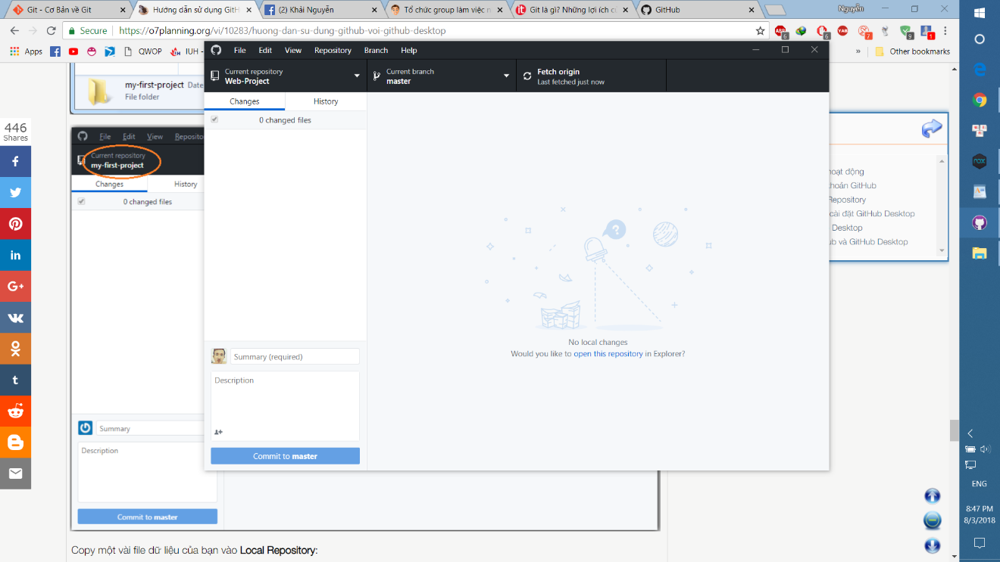 Git - Cơ Bản về Git
Hướng dẫn sử dụng GitH
(2) Khải Nguyễn
Tổ chức group làm việc n
Git là gì? Những lợi ích c
GitHub
Nguyễn
Secure
https://o7planning.org/vi/10283/huong-dan-su-dung-github-voi-github-desktop
6
6
7
9
1
Apps
QWOP
IUH -
»
Other bookmarks
File
Edit
View
Repository
Branch
Help
Current repository
Web-Project
Current branch
master
Fetch origin
Last fetched just now
Changes
History
0 changed files
No local changes
Would you like to open this repository in Explorer?
Summary (required)
Description
Commit to master
my-first-project Date
File folder
File
Edit
View
Reposito
Current repository
my-first-project
Changes
History
0 changed files
Summary
Description
Commit to master
Copy một vài file dữ liệu của bạn vào Local Repository:
446
Shares
hoạt động
khoản GitHub
Repository
cài đặt GitHub Desktop
Desktop
ub và GitHub Desktop
ENG
8:47 PM
8/3/2018